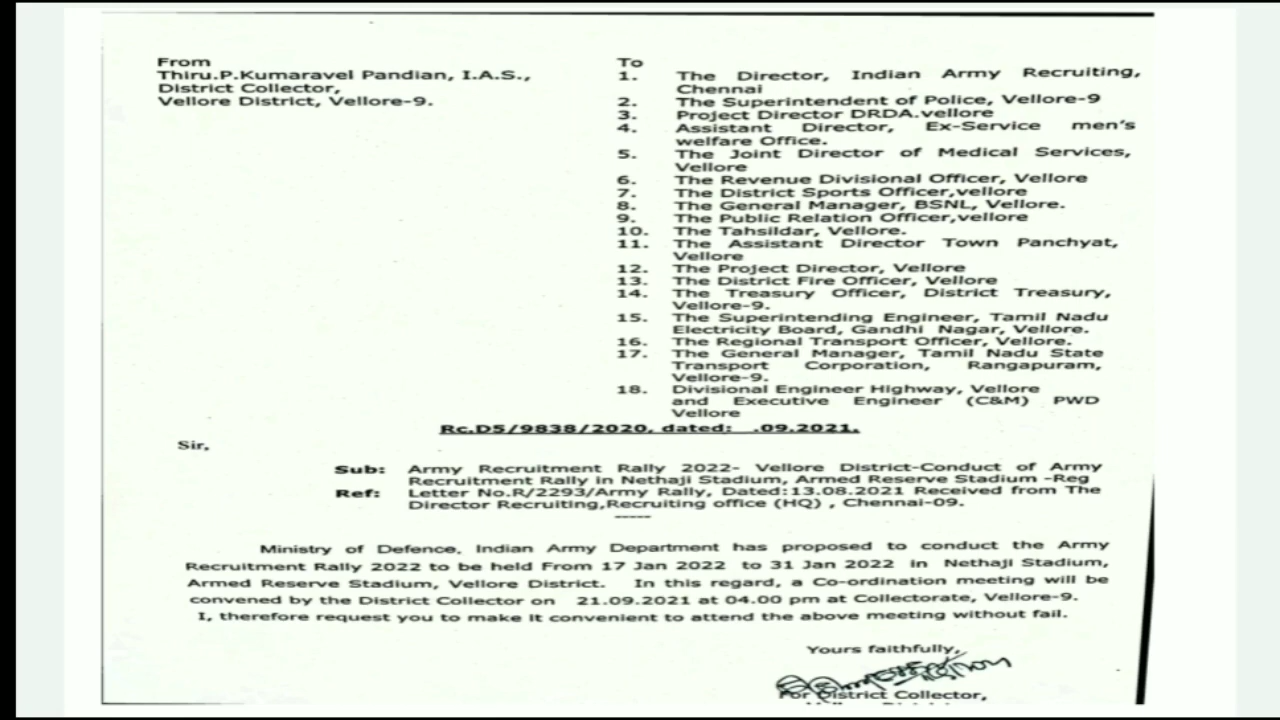 From
Thiru.P.Kumaravel Pandian, I.A.S.,
District Collector,
Vellore District, Vellore-9.
To
1. The Director, Indian Army Recruiting,
Chennai
2. The Superintendent of Police, Vellore-9
3. Project Director DRDA.vellore
4. Assistant Director, Ex-Service men's
welfare Office.
5. The Joint Director of Medical Services,
Vellore
6. The Revenue Divisional Officer, Vellore
7. The District Sports Officer,vellore
8. The General Manager, BSNL, Vellore.
9. The Public Relation Officer,vellore
10. The Tahsildar, Vellore.
11. The Assistant Director Town Panchyat,
Vellore
12. The Project Director, Vellore
13. The District Fire Officer, Vellore
14. The Treasury Officer, District Treasury,
Vellore-9.
15. The Superintending Engineer, Tamil Nadu
Electricity Board, Gandhi Nagar, Vellore.
16. The Regional Transport Officer, Vellore.
17. The General Manager, Tamil Nadu State
Transport Corporation, Rangapuram,
Vellore-9.
18. Divisional Engineer Highway, Vellore
and Executive Engineer (C&M) PWD
Vellore
Rc.D5/9838/2020, dated: .09.2021.
Sir,
Sub: Army Recruitment Rally 2022- Vellore District-Conduct of Army
Recruitment Rally in Nethaji Stadium, Armed Reserve Stadium -Reg
Ref: Letter No.R/2293/Army Rally, Dated:13.08.2021 Received from The
Director Recruiting,Recruiting office (HQ) , Chennai-09.
-----
Ministry of Defence, Indian Army Department has proposed to conduct the Army
Recruitment Rally 2022 to be held From 17 Jan 2022 to 31 Jan 2022 in Nethaji Stadium,
Armed Reserve Stadium, Vellore District. In this regard, a Co-ordination meeting will be
convened by the District Collector on 21.09.2021 at 04.00 pm at Collectorate, Vellore-9.
I, therefore request you to make it convenient to attend the above meeting without fail.
Yours faithfully,
For District Collector,